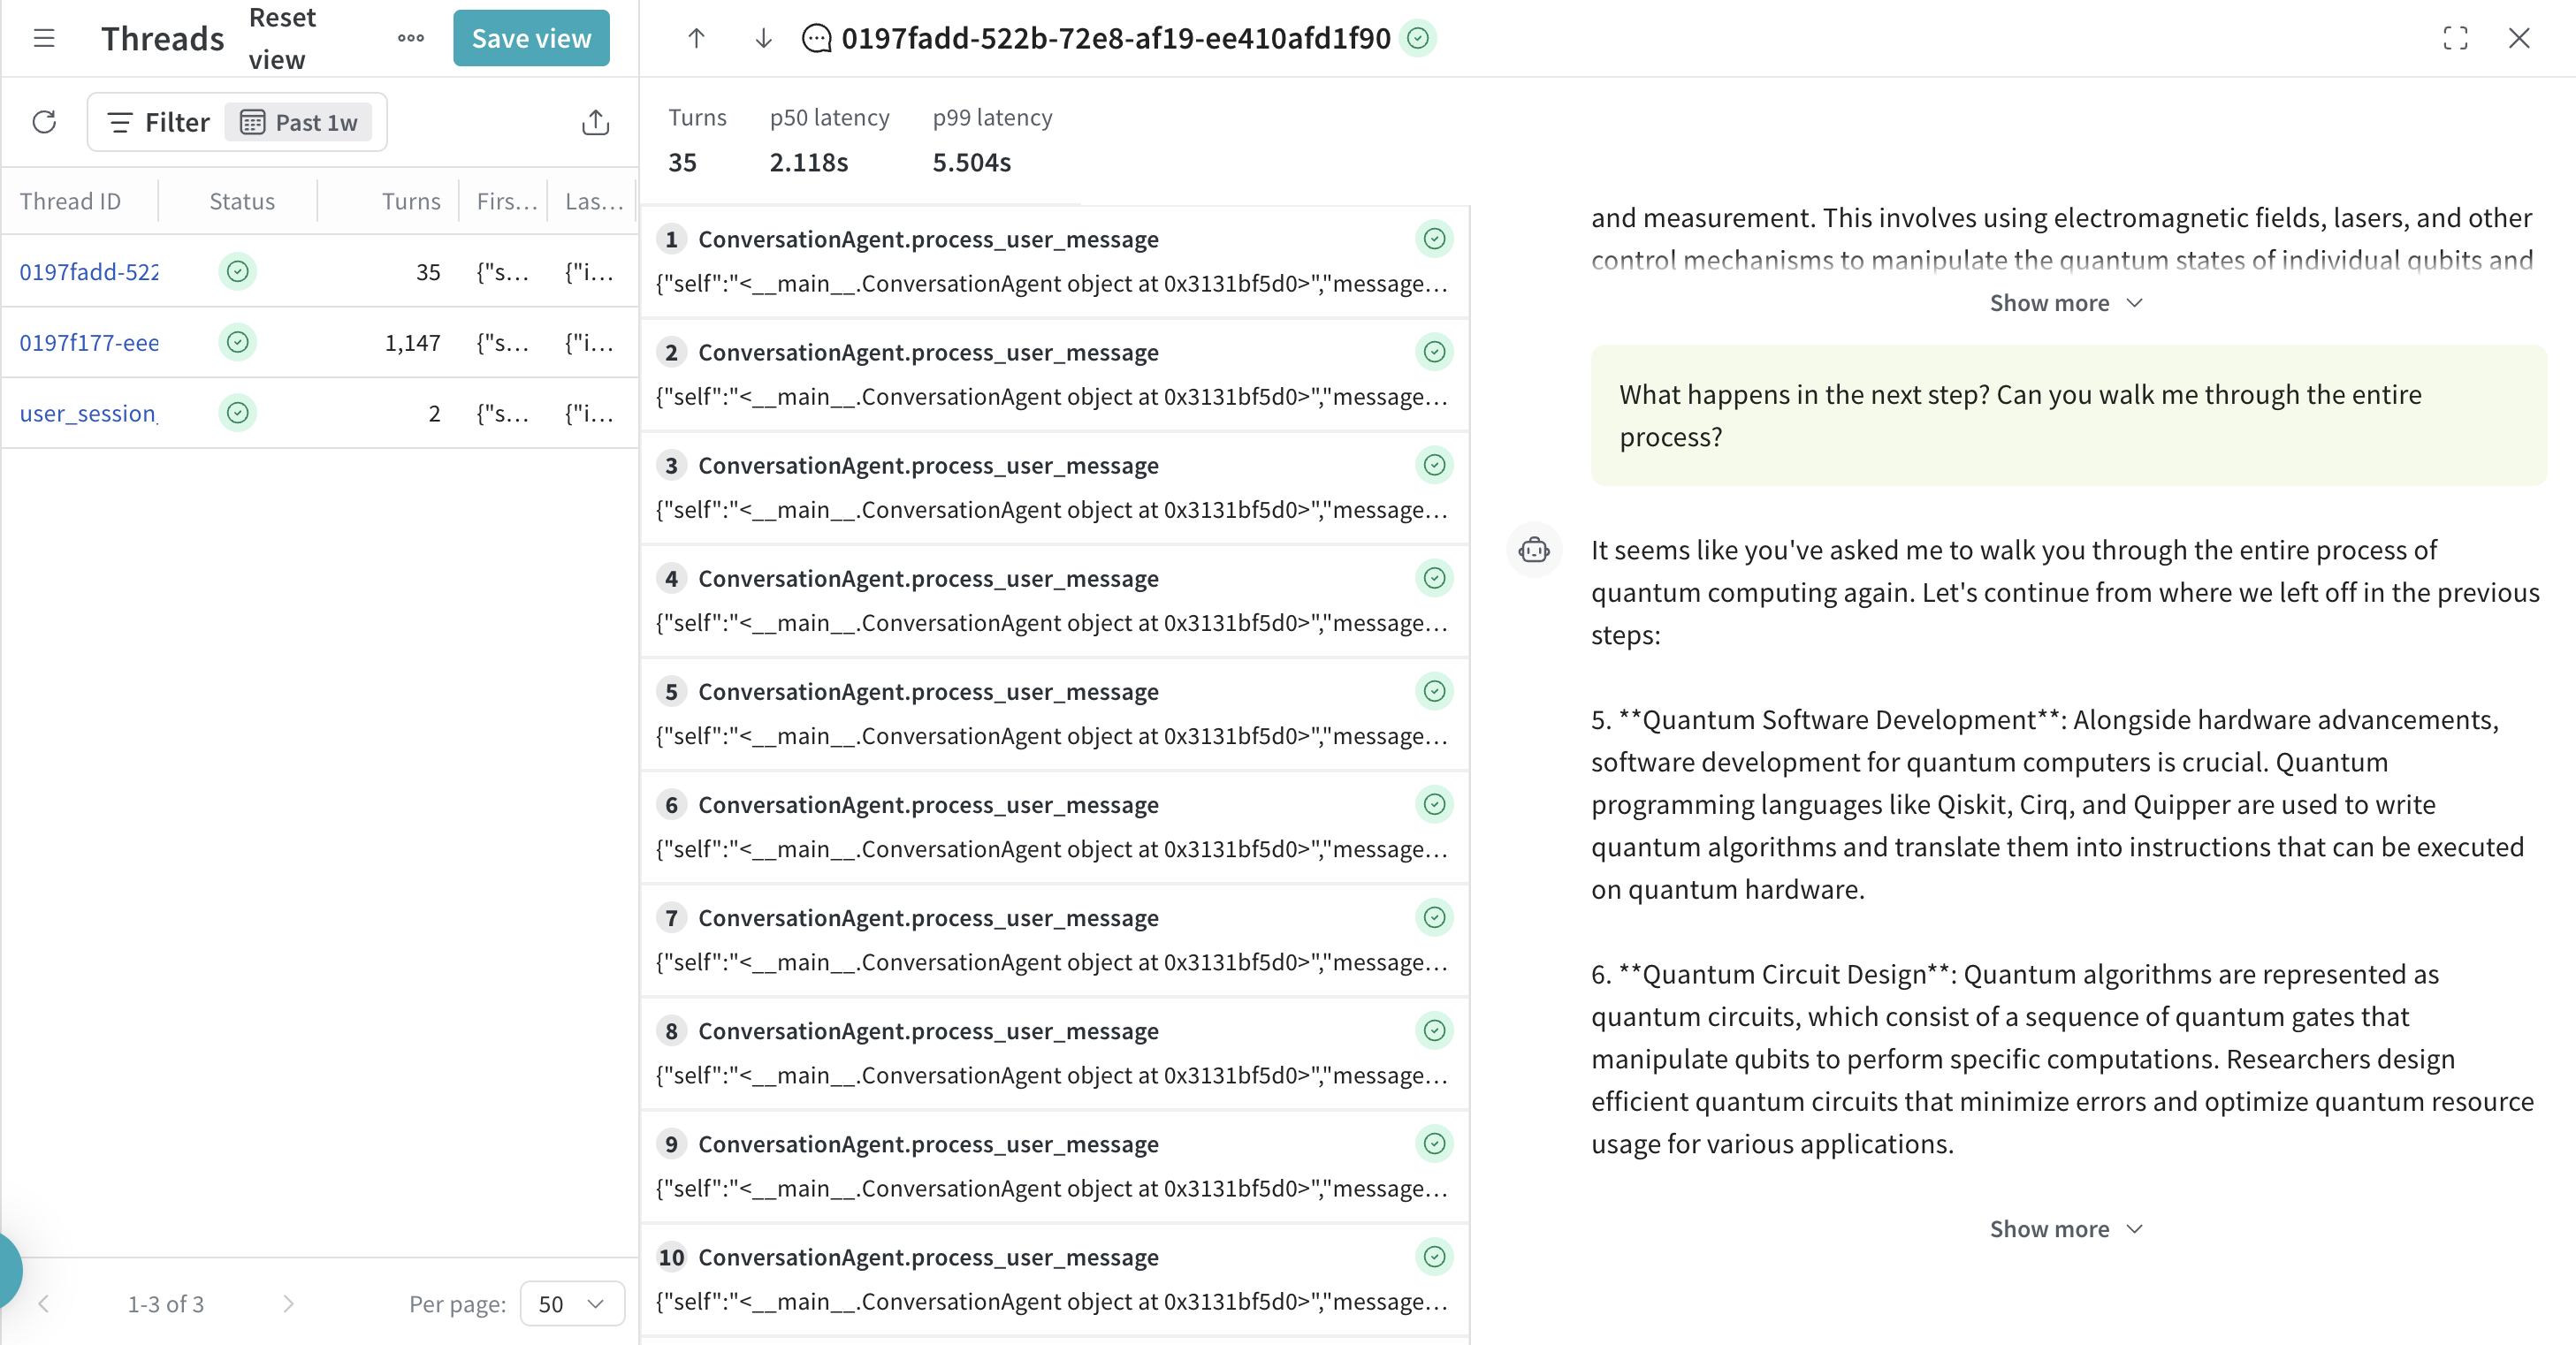 Threads
Reset view
Save view
Filter
Past 1w
Thread ID Status Turns Firs... Las...
0197fadd-522 35 {"s... {"i...
0197f177-eee 1,147 {"s... {"i...
user_session_ 2 {"s... {"i...
1-3 of 3
Per page: 50
0197fadd-522b-72e8-af19-ee410afd1f90
Turns p50 latency p99 latency
35 2.118s 5.504s
1 ConversationAgent.process_user_message
{"self":"<__main__.ConversationAgent object at 0x3131bf5d0>","message...
2 ConversationAgent.process_user_message
{"self":"<__main__.ConversationAgent object at 0x3131bf5d0>","message...
3 ConversationAgent.process_user_message
{"self":"<__main__.ConversationAgent object at 0x3131bf5d0>","message...
4 ConversationAgent.process_user_message
{"self":"<__main__.ConversationAgent object at 0x3131bf5d0>","message...
5 ConversationAgent.process_user_message
{"self":"<__main__.ConversationAgent object at 0x3131bf5d0>","message...
6 ConversationAgent.process_user_message
{"self":"<__main__.ConversationAgent object at 0x3131bf5d0>","message...
7 ConversationAgent.process_user_message
{"self":"<__main__.ConversationAgent object at 0x3131bf5d0>","message...
8 ConversationAgent.process_user_message
{"self":"<__main__.ConversationAgent object at 0x3131bf5d0>","message...
9 ConversationAgent.process_user_message
{"self":"<__main__.ConversationAgent object at 0x3131bf5d0>","message...
10 ConversationAgent.process_user_message
{"self":"<__main__.ConversationAgent object at 0x3131bf5d0>","message...
and measurement. This involves using electromagnetic fields, lasers, and other
control mechanisms to manipulate the quantum states of individual qubits and
Show more
What happens in the next step? Can you walk me through the entire
process?
It seems like you've asked me to walk you through the entire process of
quantum computing again. Let's continue from where we left off in the previous
steps:
5. **Quantum Software Development**: Alongside hardware advancements,
software development for quantum computers is crucial. Quantum
programming languages like Qiskit, Cirq, and Quipper are used to write
quantum algorithms and translate them into instructions that can be executed
on quantum hardware.
6. **Quantum Circuit Design**: Quantum algorithms are represented as
quantum circuits, which consist of a sequence of quantum gates that
manipulate qubits to perform specific computations. Researchers design
efficient quantum circuits that minimize errors and optimize quantum resource
usage for various applications.
Show more